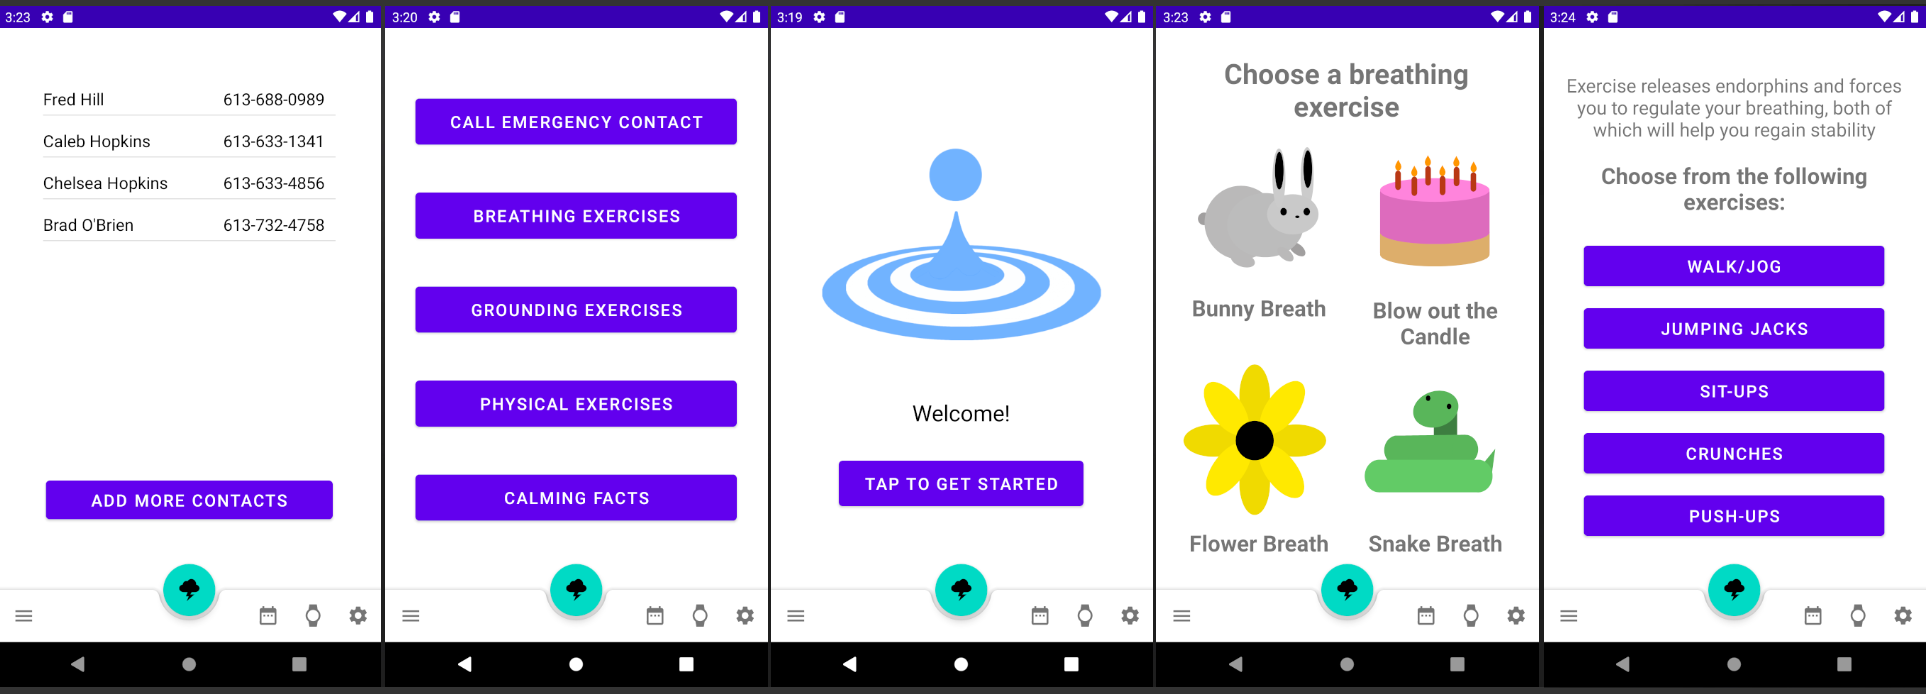 3:23
Fred Hill 613-688-0989
Caleb Hopkins 613-633-1341
Chelsea Hopkins 613-633-4856
Brad O'Brien 613-732-4758
ADD MORE CONTACTS
3:20
CALL EMERGENCY CONTACT
BREATHING EXERCISES
GROUNDING EXERCISES
PHYSICAL EXERCISES
CALMING FACTS
3:19
Welcome!
TAP TO GET STARTED
3:23
Choose a breathing
exercise
Bunny Breath
Blow out the
Candle
Flower Breath
Snake Breath
3:24
Exercise releases endorphins and forces
you to regulate your breathing, both of
which will help you regain stability
Choose from the following
exercises:
WALK/JOG
JUMPING JACKS
SIT-UPS
CRUNCHES
PUSH-UPS